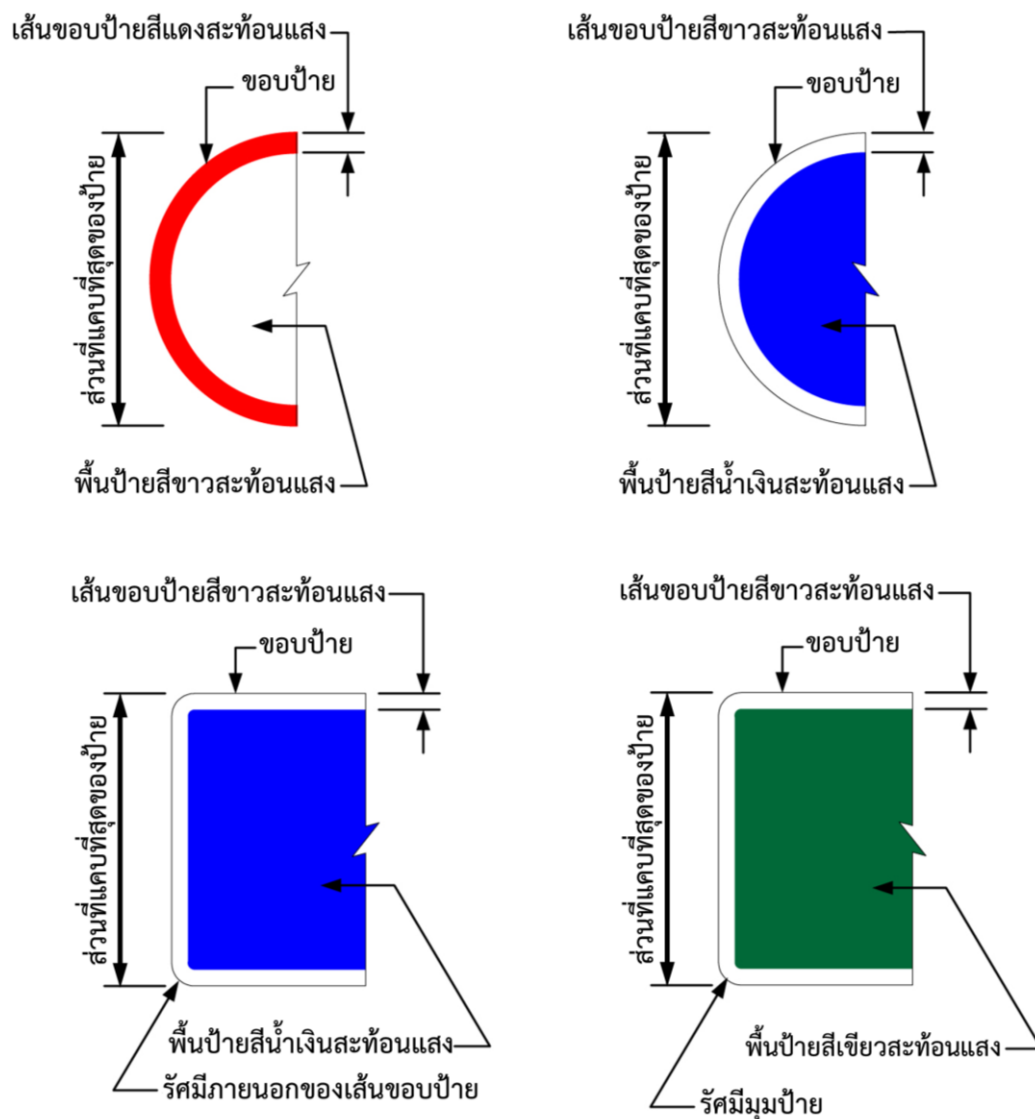 เส้นขอบป้ายสีแดงสะท้อนแสง
ขอบป้าย
ส่วนที่แคบที่สุดของป้าย
พื้นป้ายสีขาวสะท้อนแสง
เส้นขอบป้ายสีขาวสะท้อนแสง
ขอบป้าย
ส่วนที่แคบที่สุดของป้าย
พื้นป้ายสีน้ำเงินสะท้อนแสง
เส้นขอบป้ายสีขาวสะท้อนแสง
ขอบป้าย
ส่วนที่แคบที่สุดของป้าย
พื้นป้ายสีน้ำเงินสะท้อนแสง
รัศมีภายนอกของเส้นขอบป้าย
เส้นขอบป้ายสีขาวสะท้อนแสง
ขอบป้าย
ส่วนที่แคบที่สุดของป้าย
พื้นป้ายสีเขียวสะท้อนแสง
รัศมีมุมป้าย